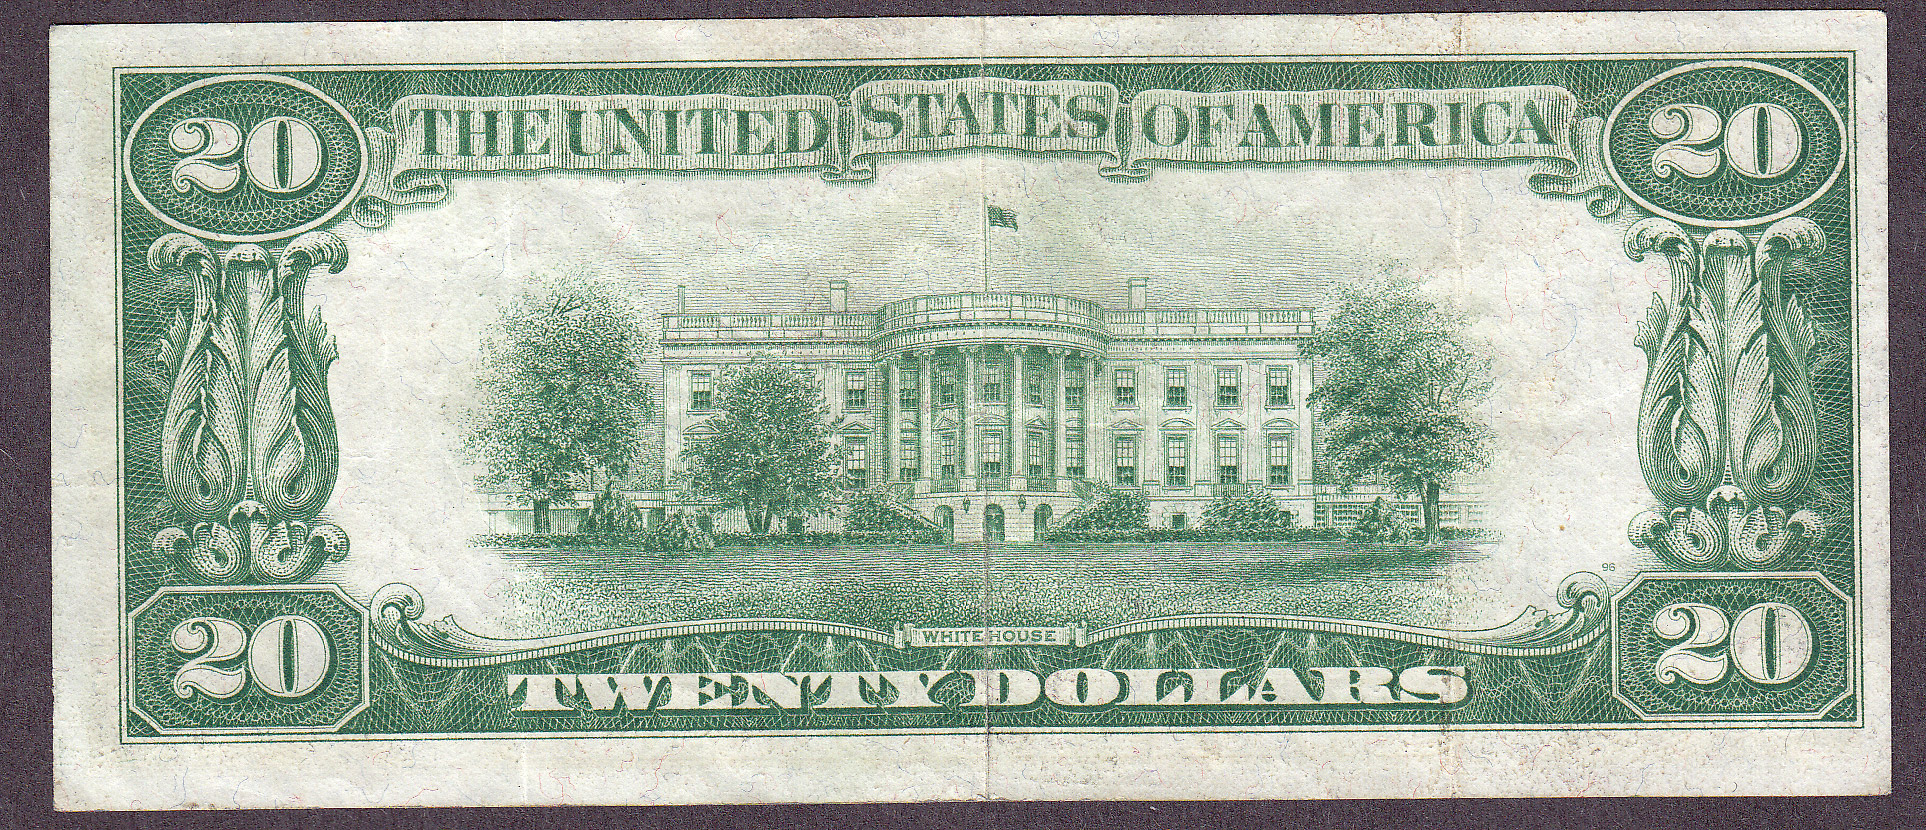 20 THE UNITED STATES OF AMERICA 20
96
WHITE HOUSE
20 TWENTY DOLLARS 20